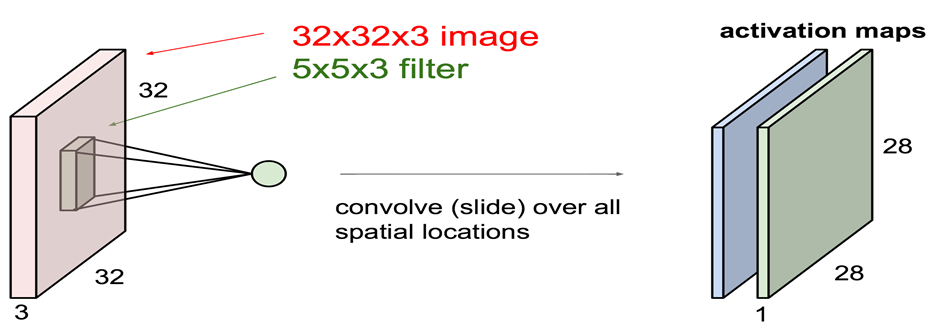 32x32x3 image
5x5x3 filter
32
32
3
convolve (slide) over all
spatial locations
activation maps
28
28
1